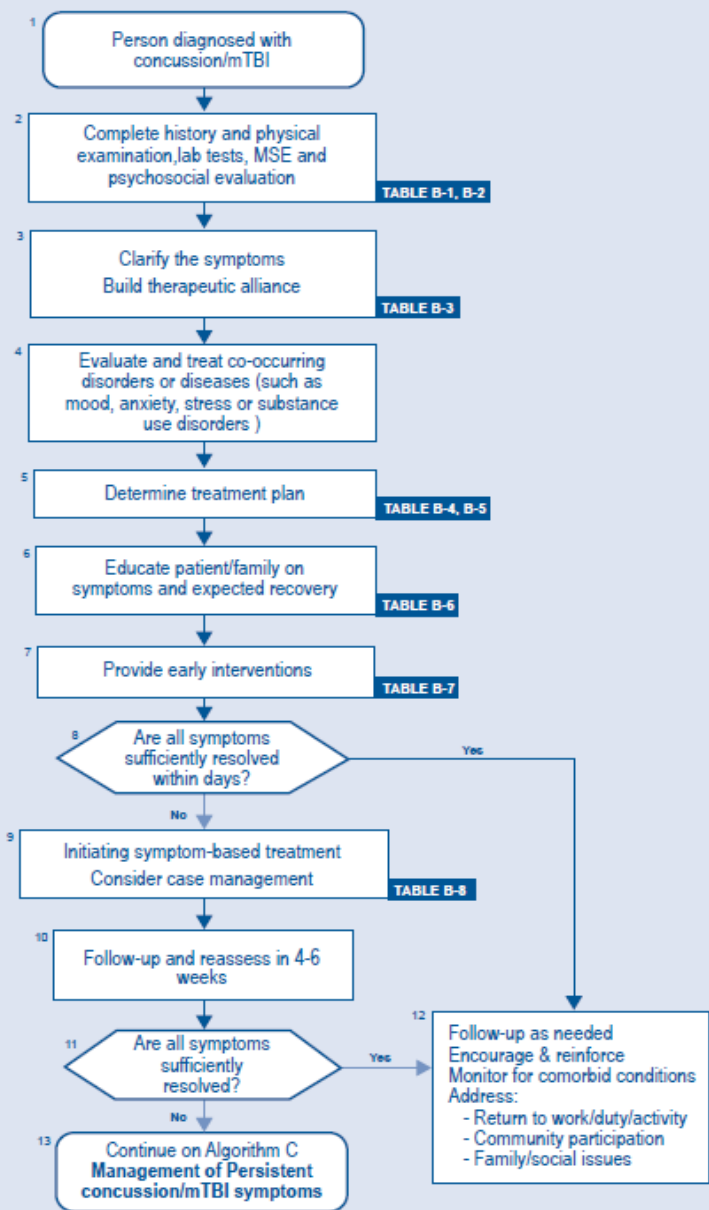 1
Person diagnosed with
concussion/mTBI
2
Complete history and physical
examination,lab tests, MSE and
psychosocial evaluation
TABLE B-1, B-2
3
Clarify the symptoms
Build therapeutic alliance
TABLE B-3
4
Evaluate and treat co-occurring
disorders or diseases (such as
mood, anxiety, stress or substance
use disorders )
5
Determine treatment plan
TABLE B-4, B-5
6
Educate patient/family on
symptoms and expected recovery
TABLE B-6
7
Provide early interventions
TABLE B-7
8
Are all symptoms
sufficiently resolved
within days?
Yes
No
9
Initiating symptom-based treatment
Consider case management
TABLE B-8
10
Follow-up and reassess in 4-6
weeks
11
Are all symptoms
sufficiently
resolved?
Yes
No
12
Follow-up as needed
Encourage & reinforce
Monitor for comorbid conditions
Address:
- Return to work/duty/activity
- Community participation
- Family/social issues
13
Continue on Algorithm C
Management of Persistent
concussion/mTBI symptoms